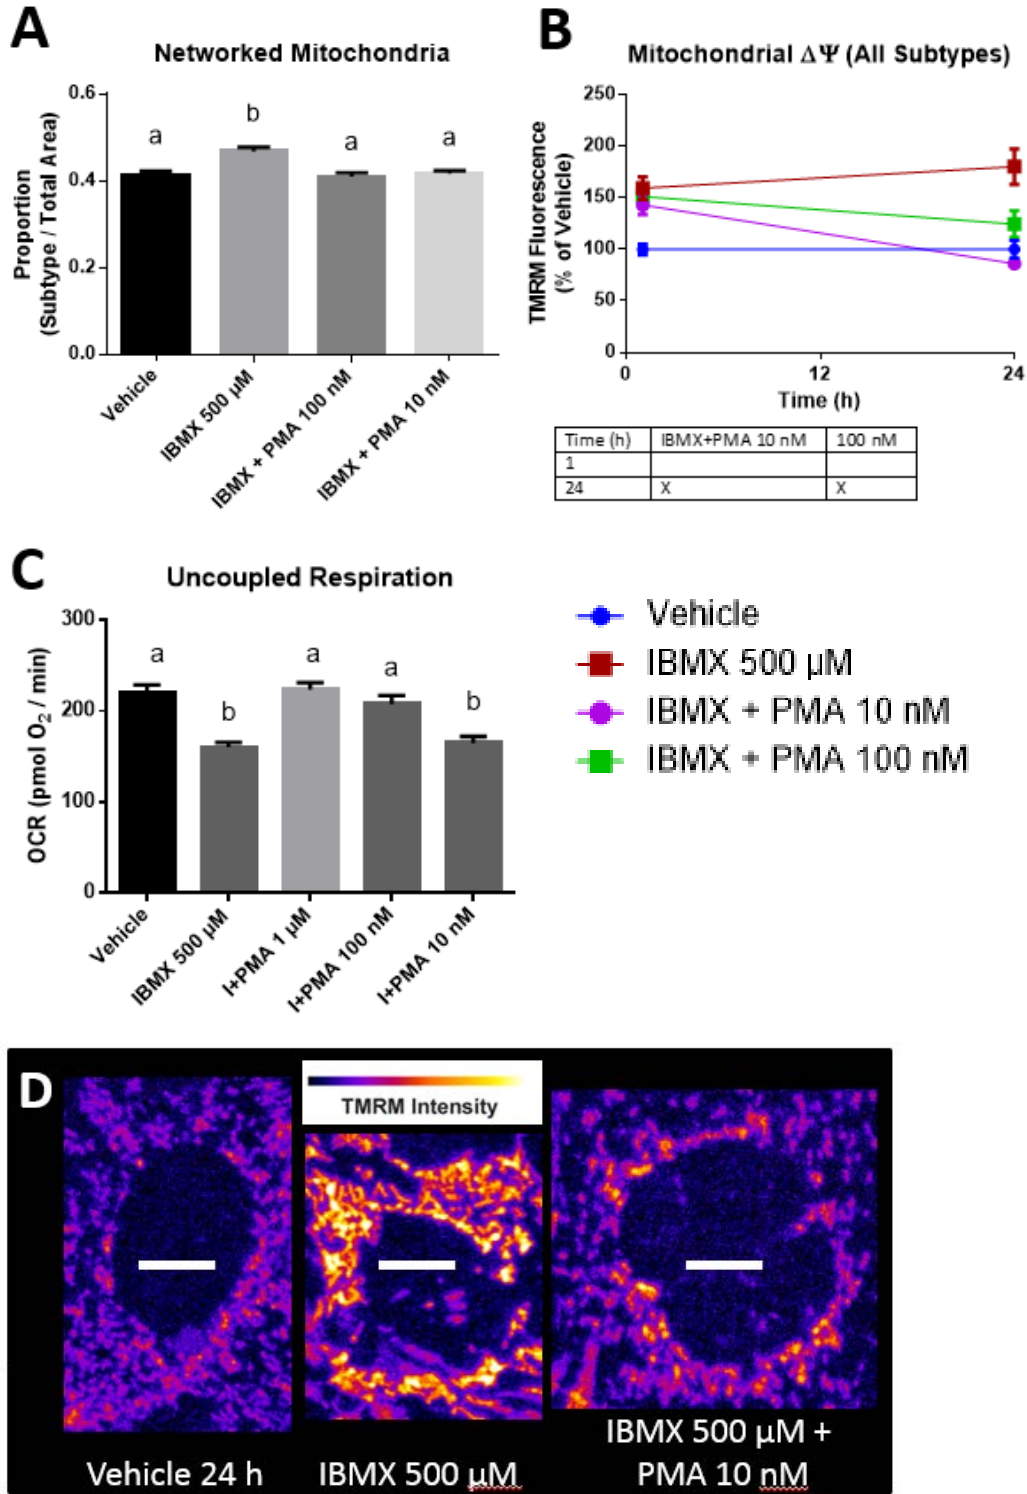 A
Networked Mitochondria
Proportion
(Subtype / Total Area)
0.6
0.4
0.2
0.0
a
b
a
a
Vehicle
IBMX 500 µM
IBMX + PMA 100 nM
IBMX + PMA 10 nM
B
Mitochondrial ΔΨ (All Subtypes)
TMRM Fluorescence
(% of Vehicle)
250
200
150
100
50
0
0
12
24
Time (h)
Time (h) IBMX+PMA 10 nM 100 nM
1
24 X X
C
Uncoupled Respiration
OCR (pmol O₂ / min)
300
200
100
0
a
b
a
a
b
Vehicle
IBMX 500 µM
I+PMA 1 µM
I+PMA 100 nM
I+PMA 10 nM
Vehicle
IBMX 500 µM
IBMX + PMA 10 nM
IBMX + PMA 100 nM
D
TMRM Intensity
Vehicle 24 h
IBMX 500 µM
IBMX 500 µM +
PMA 10 nM